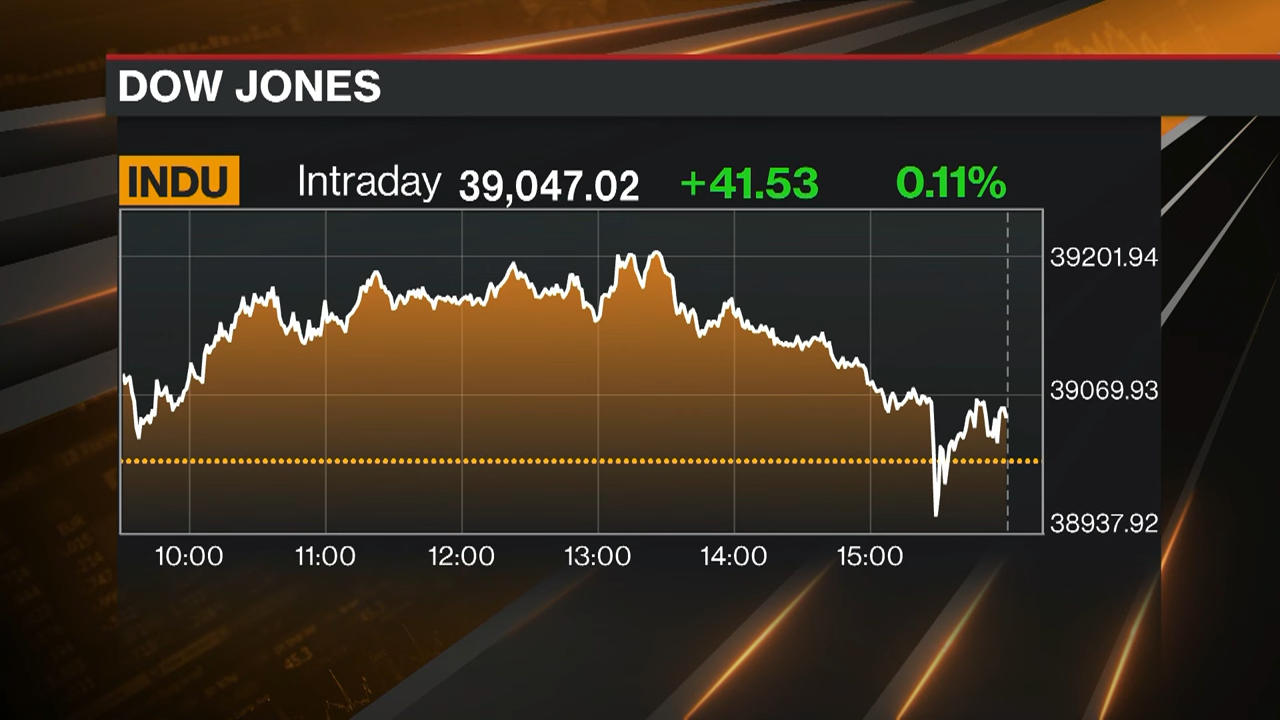 DOW JONES
INDU Intraday 39,047.02 +41.53 0.11%
39201.94
39069.93
38937.92
10:00 11:00 12:00 13:00 14:00 15:00